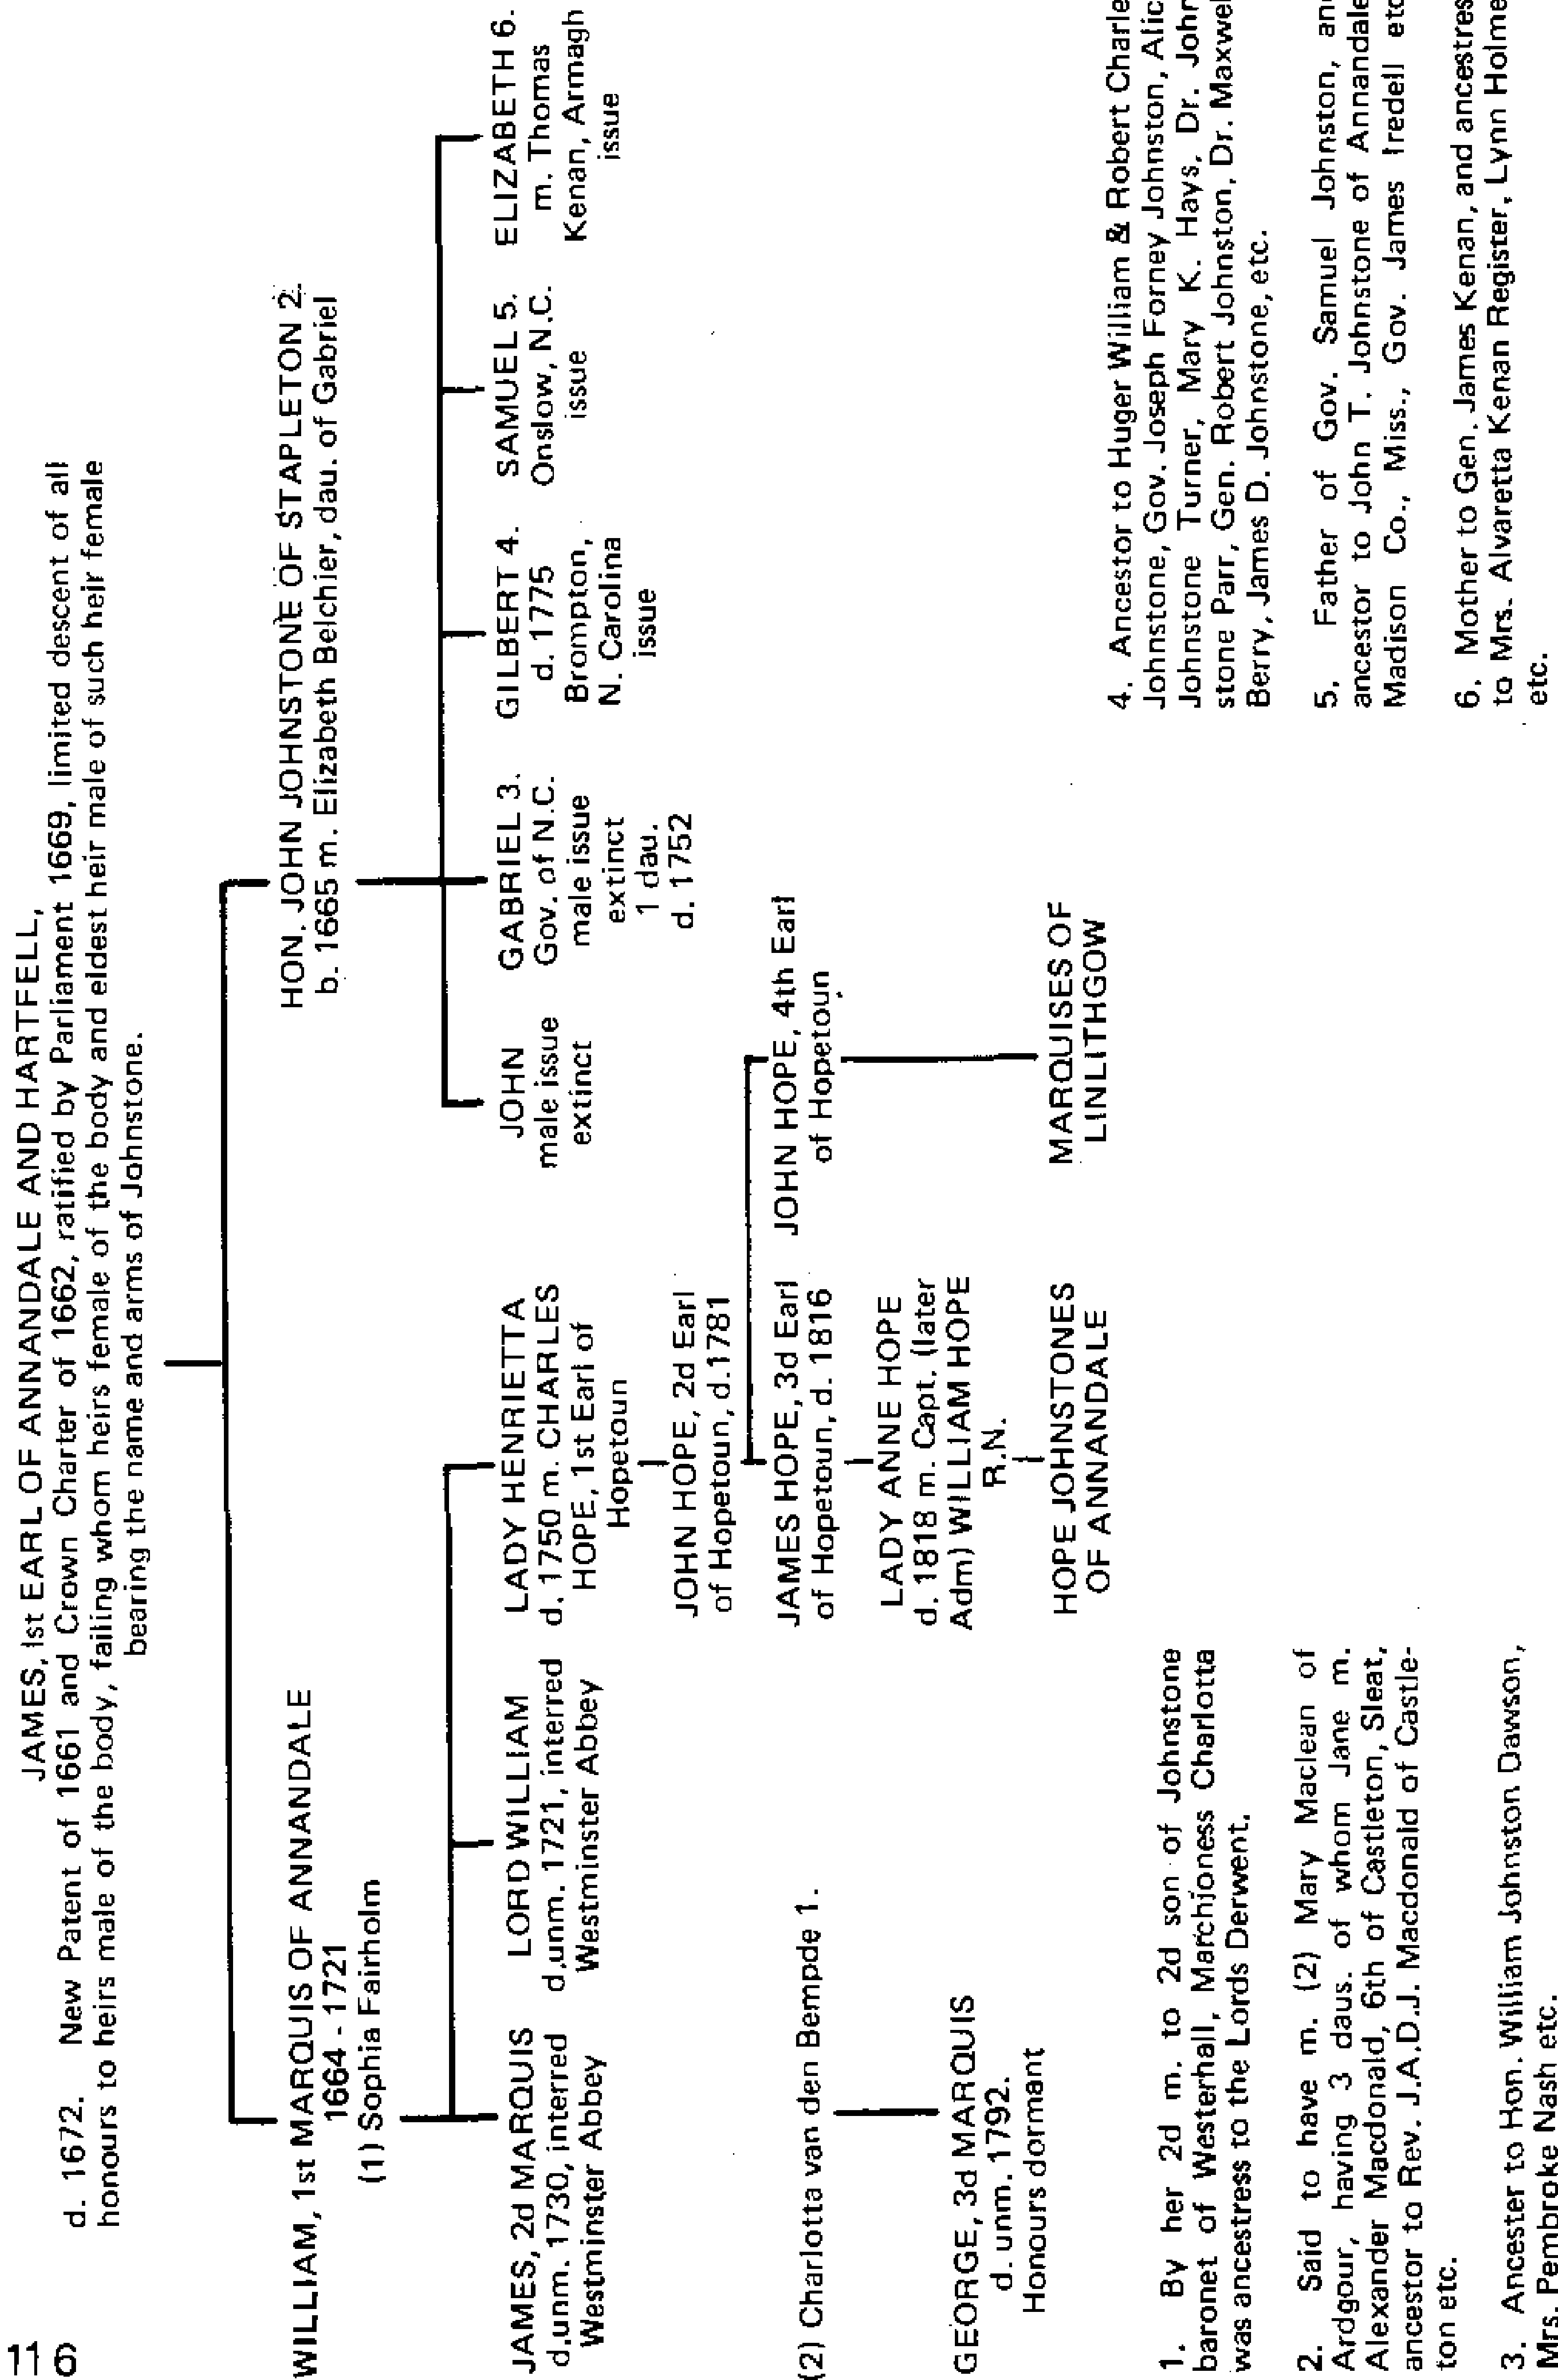 116
JAMES, Ist EARL OF ANNANDALE AND HARTFELL,
d. 1672. New Patent of 1661 and Crown Charter of 1662, ratified by Parliament 1669, limited descent of all
honours to heirs male of the body, failing whom heirs female of the body and eldest heir male of such heir female
bearing the name and arms of Johnstone.
WILLIAM, 1st MARQUIS OF ANNANDALE
1664 - 1721
(1) Sophia Fairholm
HON. JOHN JOHNSTONE OF STAPLETON 2.
b. 1665 m. Elizabeth Belchier, dau. of Gabriel
JAMES, 2d MARQUIS
d.unm. 1730, interred
Westminster Abbey
LORD WILLIAM
d.unm. 1721, interred
Westminster Abbey
LADY HENRIETTA
d. 1750 m. CHARLES
HOPE, 1st Earl of
Hopetoun
JOHN
male issue
extinct
GABRIEL 3.
Gov. of N.C.
male issue
extinct
1 dau.
d. 1752
GILBERT 4.
d. 1775
Brompton,
N. Carolina
issue
SAMUEL 5.
Onslow, N.C.
issue
ELIZABETH 6.
m. Thomas
Kenan, Armagh
issue
JOHN HOPE, 2d Earl
of Hopetoun, d.1781
(2) Charlotta van den Bempde 1.
JAMES HOPE, 3d Earl
of Hopetoun, d. 1816
JOHN HOPE, 4th Earl
of Hopetoun
LADY ANNE HOPE
d. 1818 m. Capt. (later
Adm) WILLIAM HOPE
R.N.
GEORGE, 3d MARQUIS
d. unm. 1792.
Honours dormant
HOPE JOHNSTONES
OF ANNANDALE
MARQUISES OF
LINLITHGOW
1. By her 2d m. to 2d son of Johnstone
baronet of Westerhall, Marchioness Charlotta
was ancestress to the Lords Derwent.
2. Said to have m. (2) Mary Maclean of
Ardgour, having 3 daus. of whom Jane m.
Alexander Macdonald, 6th of Castleton, Sleat,
ancestor to Rev. J.A.D.J. Macdonald of Castle-
ton etc.
3. Ancester to Hon. William Johnston Dawson,
Mrs. Pembroke Nash etc.
4. Ancestor to Huger William & Robert Charle
Johnstone, Gov. Joseph Forney Johnston, Alic
Johnstone Turner, Mary K. Hays, Dr. John
stone Parr, Gen. Robert Johnston, Dr. Maxwel
Berry, James D. Johnstone, etc.
5. Father of Gov. Samuel Johnston, and
ancestor to John T. Johnstone of Annandale
Madison Co., Miss., Gov. James Iredell etc
6. Mother to Gen. James Kenan, and ancestres
to Mrs. Alvaretta Kenan Register, Lynn Holme
etc.